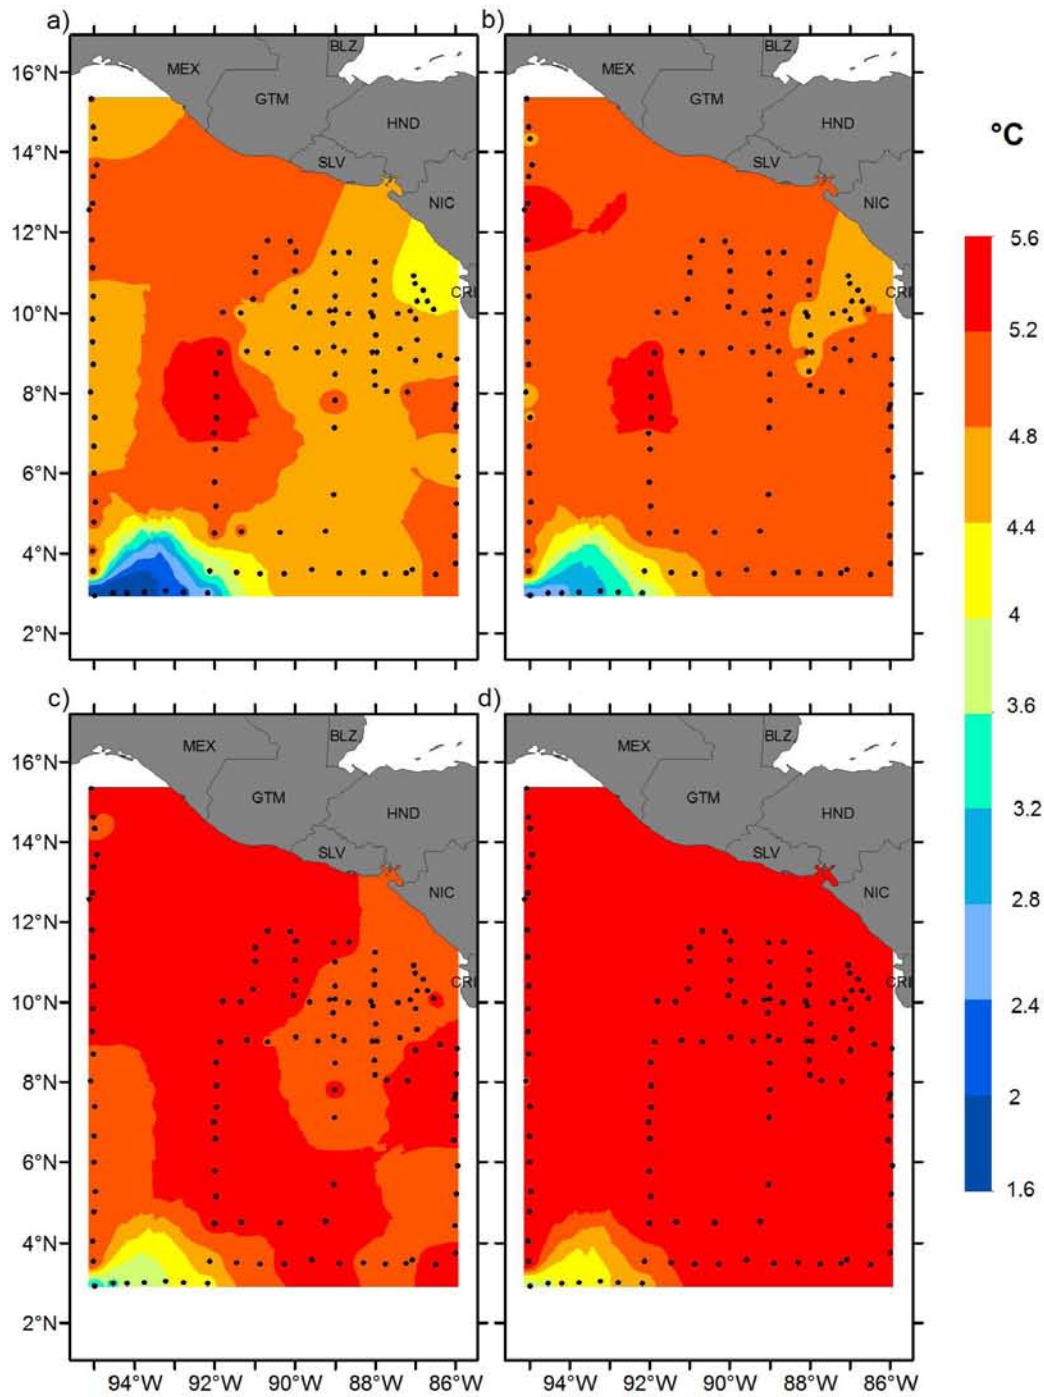 a)
b)
BLZ
BLZ
16°N
MEX
MEX
GTM
GTM
HND
HND
°C
14°N
SLV
SLV
NIC
NIC
12°N
5.6
CRI
CRI
10°N
5.2
8°N
4.8
6°N
4.4
4°N
4
2°N
3.6
c)
d)
BLZ
BLZ
16°N
MEX
MEX
3.2
GTM
GTM
HND
HND
14°N
SLV
SLV
2.8
NIC
NIC
12°N
2.4
CRI
CRI
10°N
2
8°N
1.6
6°N
4°N
2°N
94°W 92°W 90°W 88°W 86°W
94°W 92°W 90°W 88°W 86°W